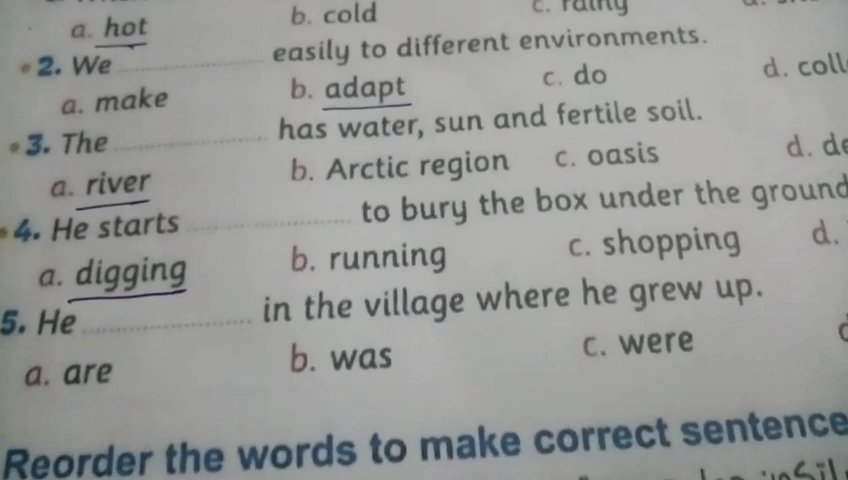 a. hot b. cold c. rainy
2. We .................. easily to different environments.
a. make b. adapt c. do d.
3. The .................. has water, sun and fertile soil.
a. river b. Arctic region c. oasis d.
4. He starts .................. to bury the box under the ground
a. digging b. running c. shopping d.
5. He .................. in the village where he grew up.
a. are b. was c. were
Reorder the words to make correct sentence